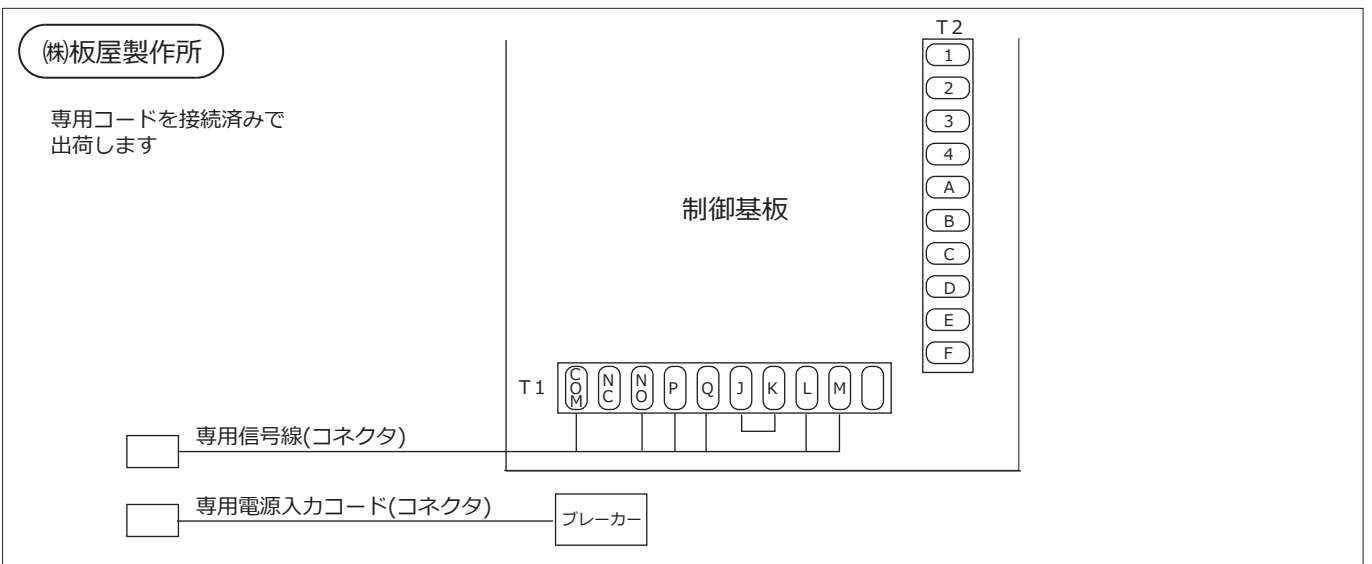 ㈱板屋製作所
専用コードを接続済みで
出荷します
制御基板
T2
1
2
3
4
A
B
C
D
E
F
T1
COM NC NO P Q J K L M
専用信号線(コネクタ)
専用電源入力コード(コネクタ)
ブレーカー